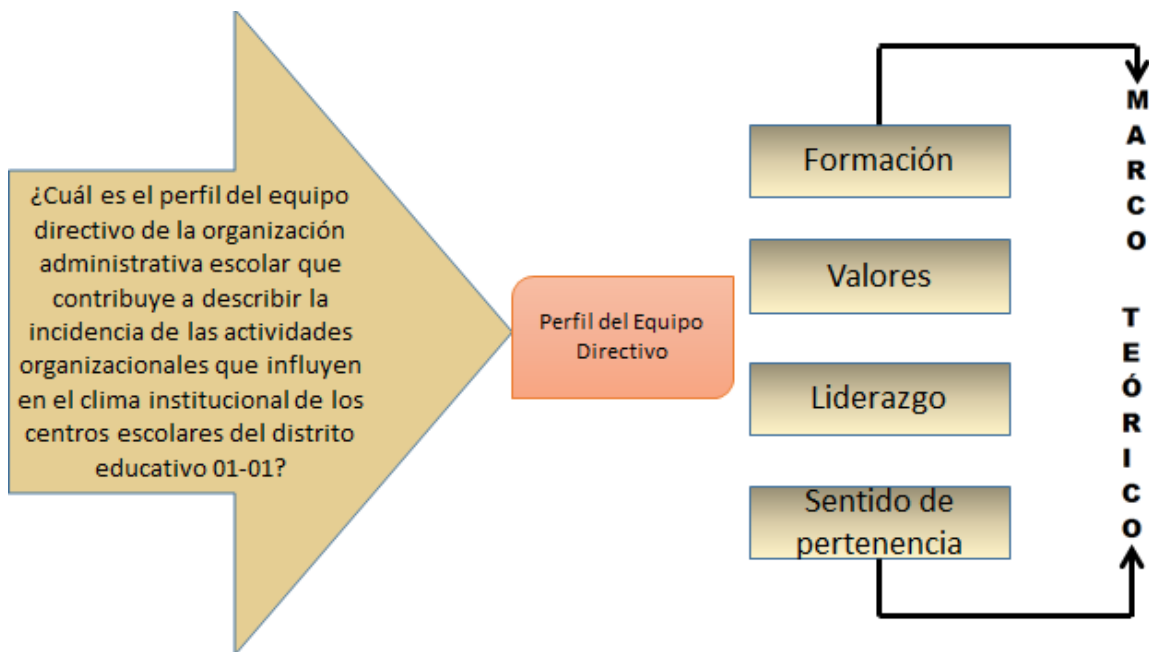 ¿Cuál es el perfil del equipo
directivo de la organización
administrativa escolar que
contribuye a describir la
incidencia de las actividades
organizacionales que influyen
en el clima institucional de los
centros escolares del distrito
educativo 01-01?
Perfil del Equipo
Directivo
Formación
Valores
Liderazgo
Sentido de
pertenencia
MARCO TEÓRICO